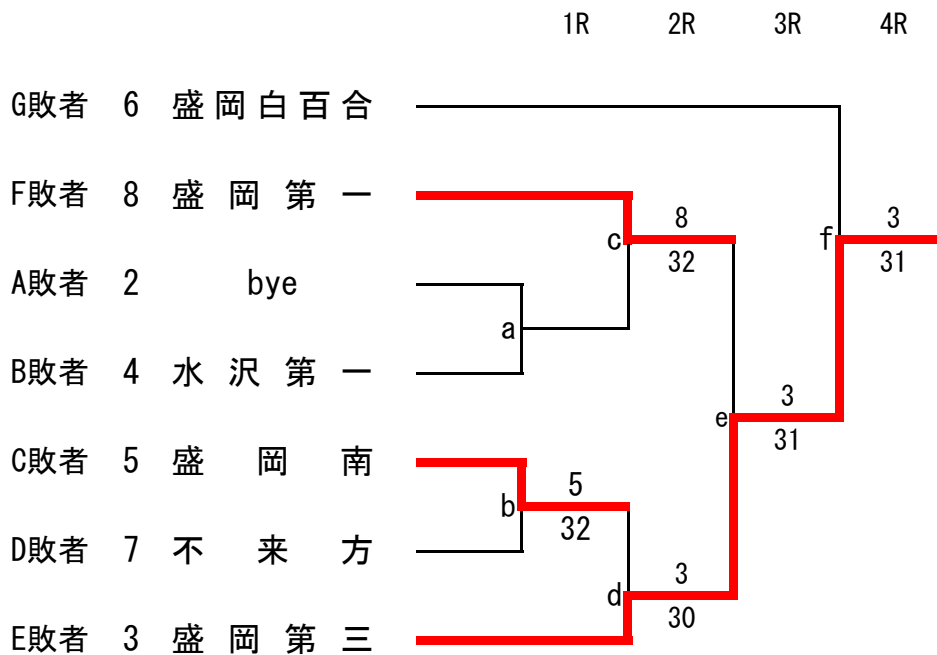 1R 2R 3R 4R
G敗者 6 盛岡白百合
F敗者 8 盛岡第一
c 8 32
f 3 31
A敗者 2 bye
a
B敗者 4 水沢第一
e 3 31
C敗者 5 盛岡南
b 5 32
D敗者 7 不来方
d 3 30
E敗者 3 盛岡第三